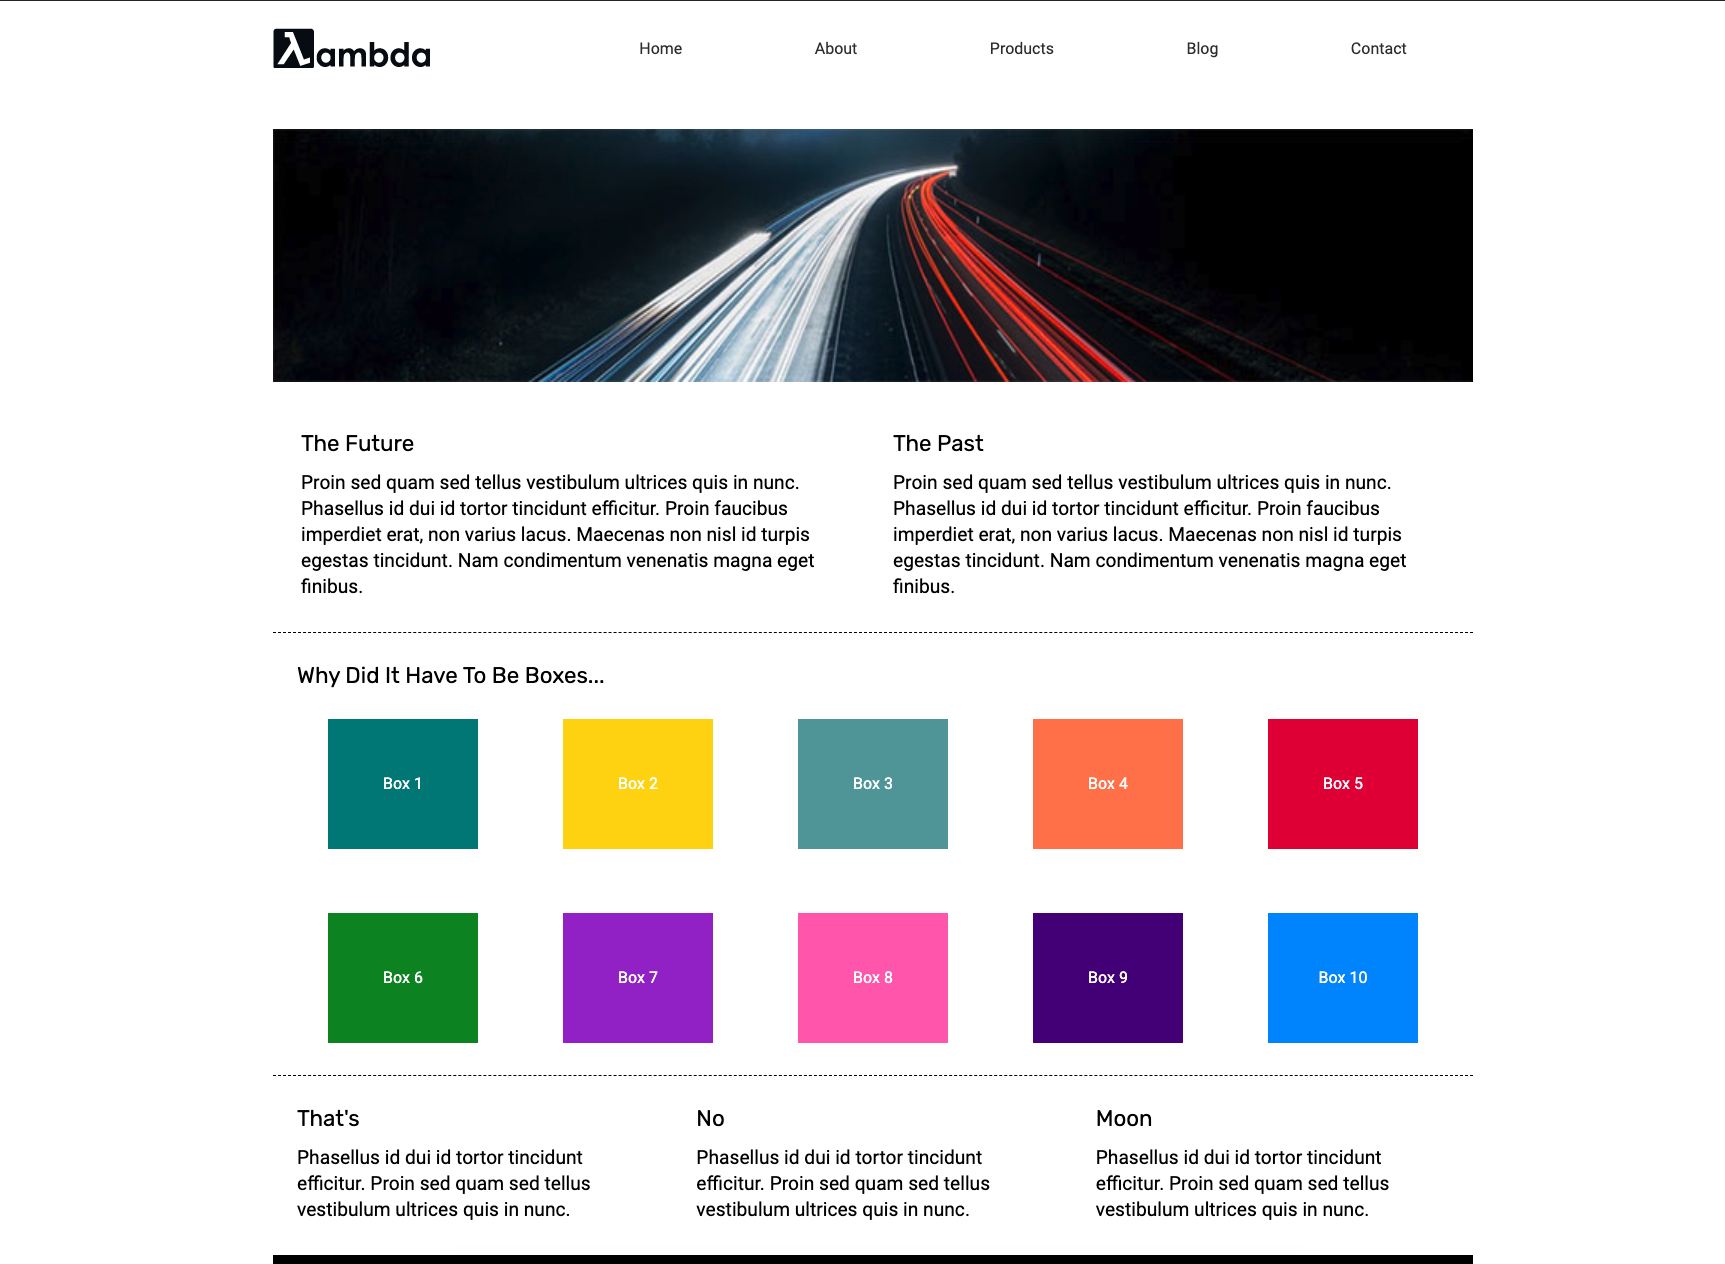 λambda
Home About Products Blog Contact
The Future
Proin sed quam sed tellus vestibulum ultrices quis in nunc.
Phasellus id dui id tortor tincidunt efficitur. Proin faucibus
imperdiet erat, non varius lacus. Maecenas non nisl id turpis
egestas tincidunt. Nam condimentum venenatis magna eget
finibus.
The Past
Proin sed quam sed tellus vestibulum ultrices quis in nunc.
Phasellus id dui id tortor tincidunt efficitur. Proin faucibus
imperdiet erat, non varius lacus. Maecenas non nisl id turpis
egestas tincidunt. Nam condimentum venenatis magna eget
finibus.
Why Did It Have To Be Boxes...
Box 1 Box 2 Box 3 Box 4 Box 5
Box 6 Box 7 Box 8 Box 9 Box 10
That's
Phasellus id dui id tortor tincidunt
efficitur. Proin sed quam sed tellus
vestibulum ultrices quis in nunc.
No
Phasellus id dui id tortor tincidunt
efficitur. Proin sed quam sed tellus
vestibulum ultrices quis in nunc.
Moon
Phasellus id dui id tortor tincidunt
efficitur. Proin sed quam sed tellus
vestibulum ultrices quis in nunc.